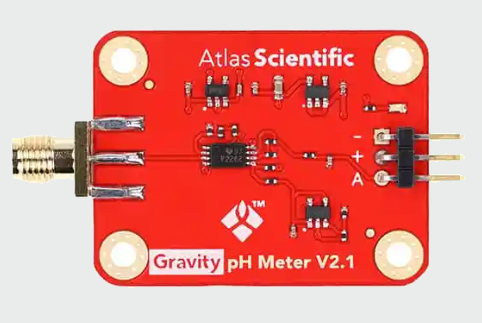 Atlas Scientific
-
+
A
TM
Gravity pH Meter V2.1